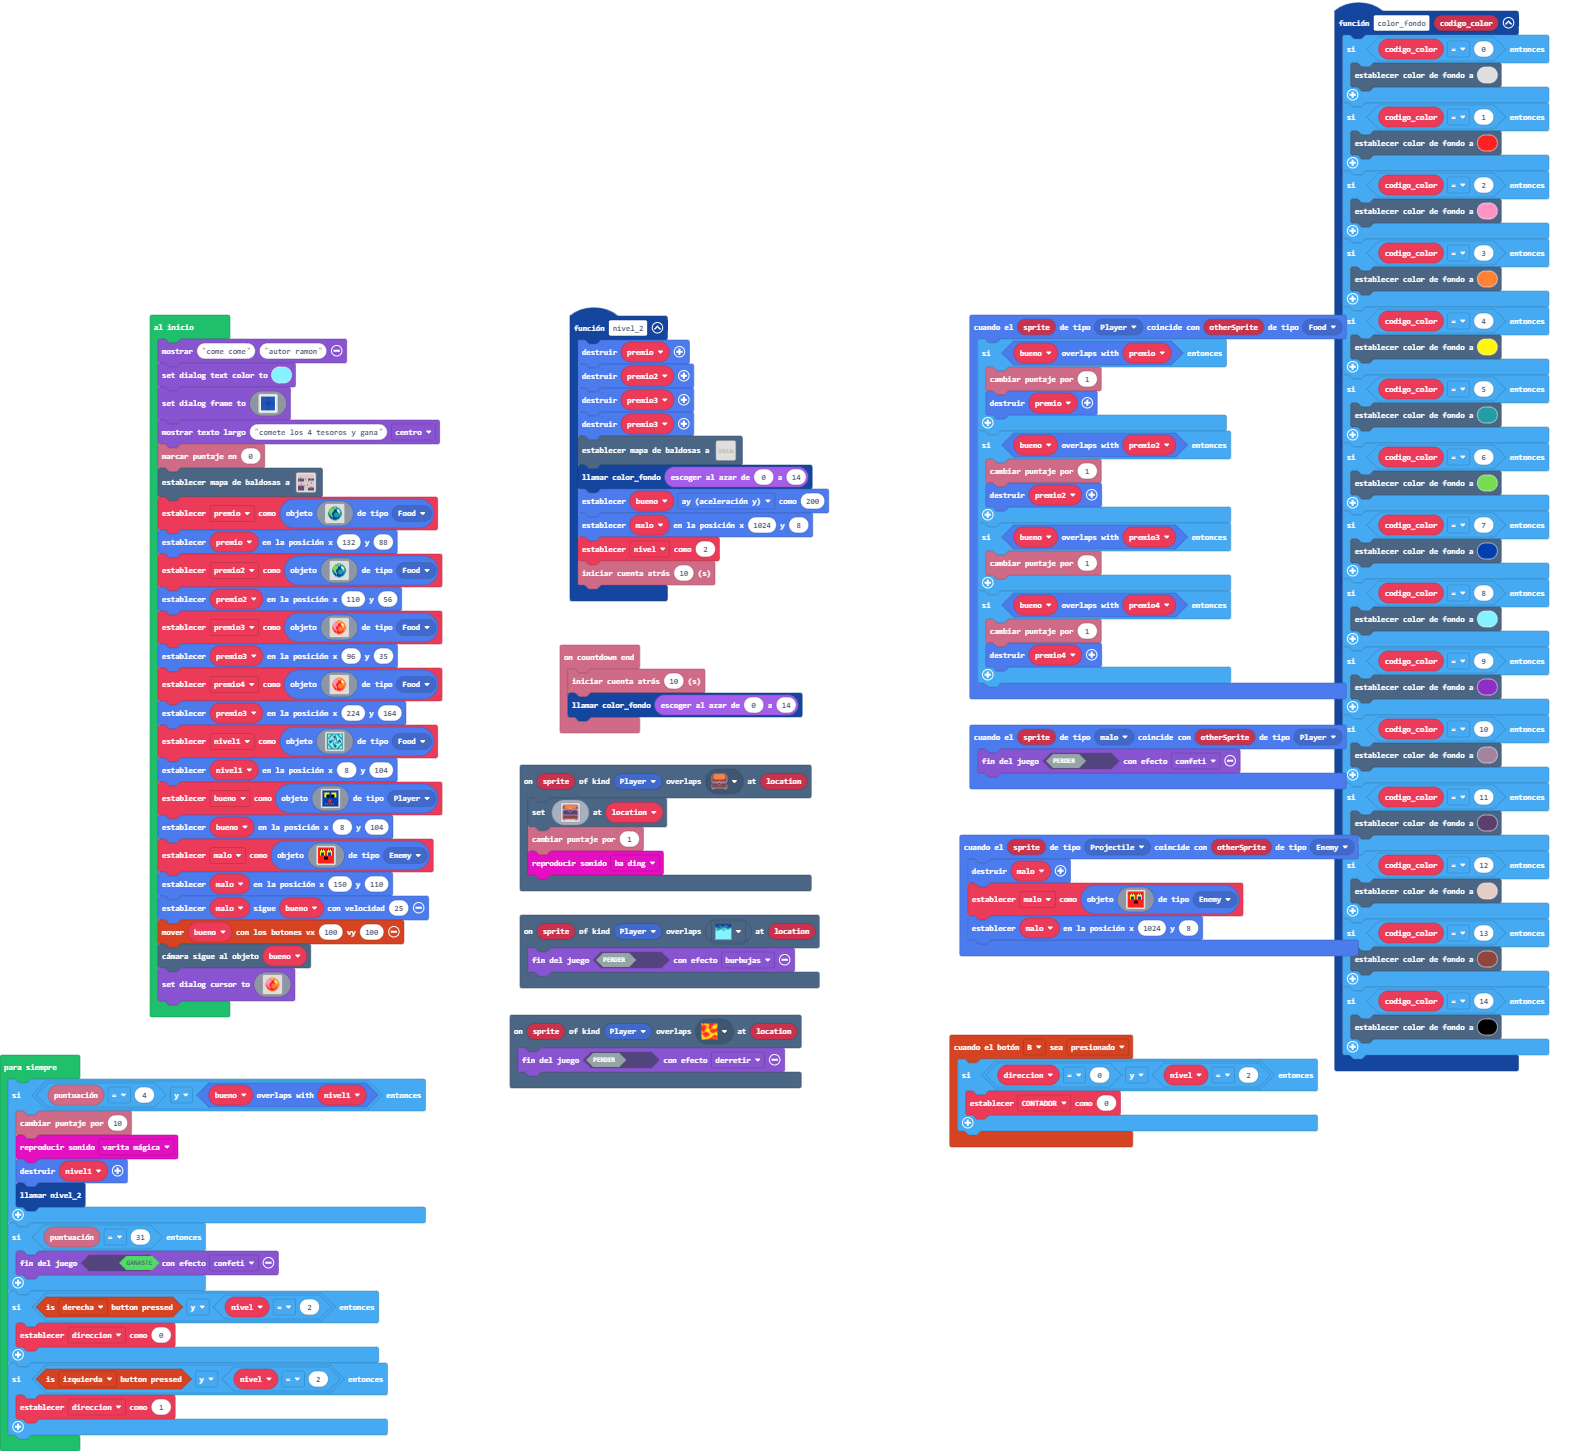 al inicio
mostrar "come come" "autor ramon"
set dialog text color to
set dialog frame to
mostrar texto largo "comete los 4 tesoros y gana" centro
marcar puntaje en 0
establecer mapa de baldosas a
establecer premio como objeto de tipo Food
establecer premio en la posición x 132 y 88
establecer premio2 como objeto de tipo Food
establecer premio2 en la posición x 110 y 56
establecer premio3 como objeto de tipo Food
establecer premio3 en la posición x 96 y 35
establecer premio4 como objeto de tipo Food
establecer premio3 en la posición x 224 y 164
establecer nivel1 como objeto de tipo Food
establecer nivel1 en la posición x 8 y 104
establecer bueno como objeto de tipo Player
establecer bueno en la posición x 8 y 104
establecer malo como objeto de tipo Enemy
establecer malo en la posición x 150 y 110
establecer malo sigue bueno con velocidad 25
mover bueno con los botones vx 100 vy 100
cámara sigue al objeto bueno
set dialog cursor to
para siempre
si puntuación = 4 y bueno overlaps with nivel1 entonces
cambiar puntaje por 10
reproducir sonido varita mágica
destruir nivel1
llamar nivel_2
si puntuación = 31 entonces
fin del juego GANASTE con efecto confeti
si is derecha button pressed y nivel = 2 entonces
establecer direccion como 0
si is izquierda button pressed y nivel = 2 entonces
establecer direccion como 1
función nivel_2
destruir premio
destruir premio2
destruir premio3
destruir premio3
establecer mapa de baldosas a
llamar color_fondo escoger al azar de 0 a 14
establecer bueno ay (aceleración y) como 200
establecer malo en la posición x 1024 y 8
establecer nivel como 2
iniciar cuenta atrás 10 (s)
on countdown end
iniciar cuenta atrás 10 (s)
llamar color_fondo escoger al azar de 0 a 14
on sprite of kind Player overlaps at location
set at location
cambiar puntaje por 1
reproducir sonido ba ding
on sprite of kind Player overlaps at location
fin del juego PERDER con efecto burbujas
on sprite of kind Player overlaps at location
fin del juego PERDER con efecto derretir
cuando el sprite de tipo Player coincide con otherSprite de tipo Food
si bueno overlaps with premio entonces
cambiar puntaje por 1
destruir premio
si bueno overlaps with premio2 entonces
cambiar puntaje por 1
destruir premio2
si bueno overlaps with premio3 entonces
cambiar puntaje por 1
si bueno overlaps with premio4 entonces
cambiar puntaje por 1
destruir premio4
cuando el sprite de tipo malo coincide con otherSprite de tipo Player
fin del juego PERDER con efecto confeti
cuando el sprite de tipo Projectile coincide con otherSprite de tipo Enemy
destruir malo
establecer malo como objeto de tipo Enemy
establecer malo en la posición x 1024 y 8
cuando el botón B sea presionado
si direccion = 0 y nivel = 2 entonces
establecer CONTADOR como 0
función color_fondo codigo_color
si codigo_color = 0 entonces
establecer color de fondo a
si codigo_color = 1 entonces
establecer color de fondo a
si codigo_color = 2 entonces
establecer color de fondo a
si codigo_color = 3 entonces
establecer color de fondo a
si codigo_color = 4 entonces
establecer color de fondo a
si codigo_color = 5 entonces
establecer color de fondo a
si codigo_color = 6 entonces
establecer color de fondo a
si codigo_color = 7 entonces
establecer color de fondo a
si codigo_color = 8 entonces
establecer color de fondo a
si codigo_color = 9 entonces
establecer color de fondo a
si codigo_color = 10 entonces
establecer color de fondo a
si codigo_color = 11 entonces
establecer color de fondo a
si codigo_color = 12 entonces
establecer color de fondo a
si codigo_color = 13 entonces
establecer color de fondo a
si codigo_color = 14 entonces
establecer color de fondo a